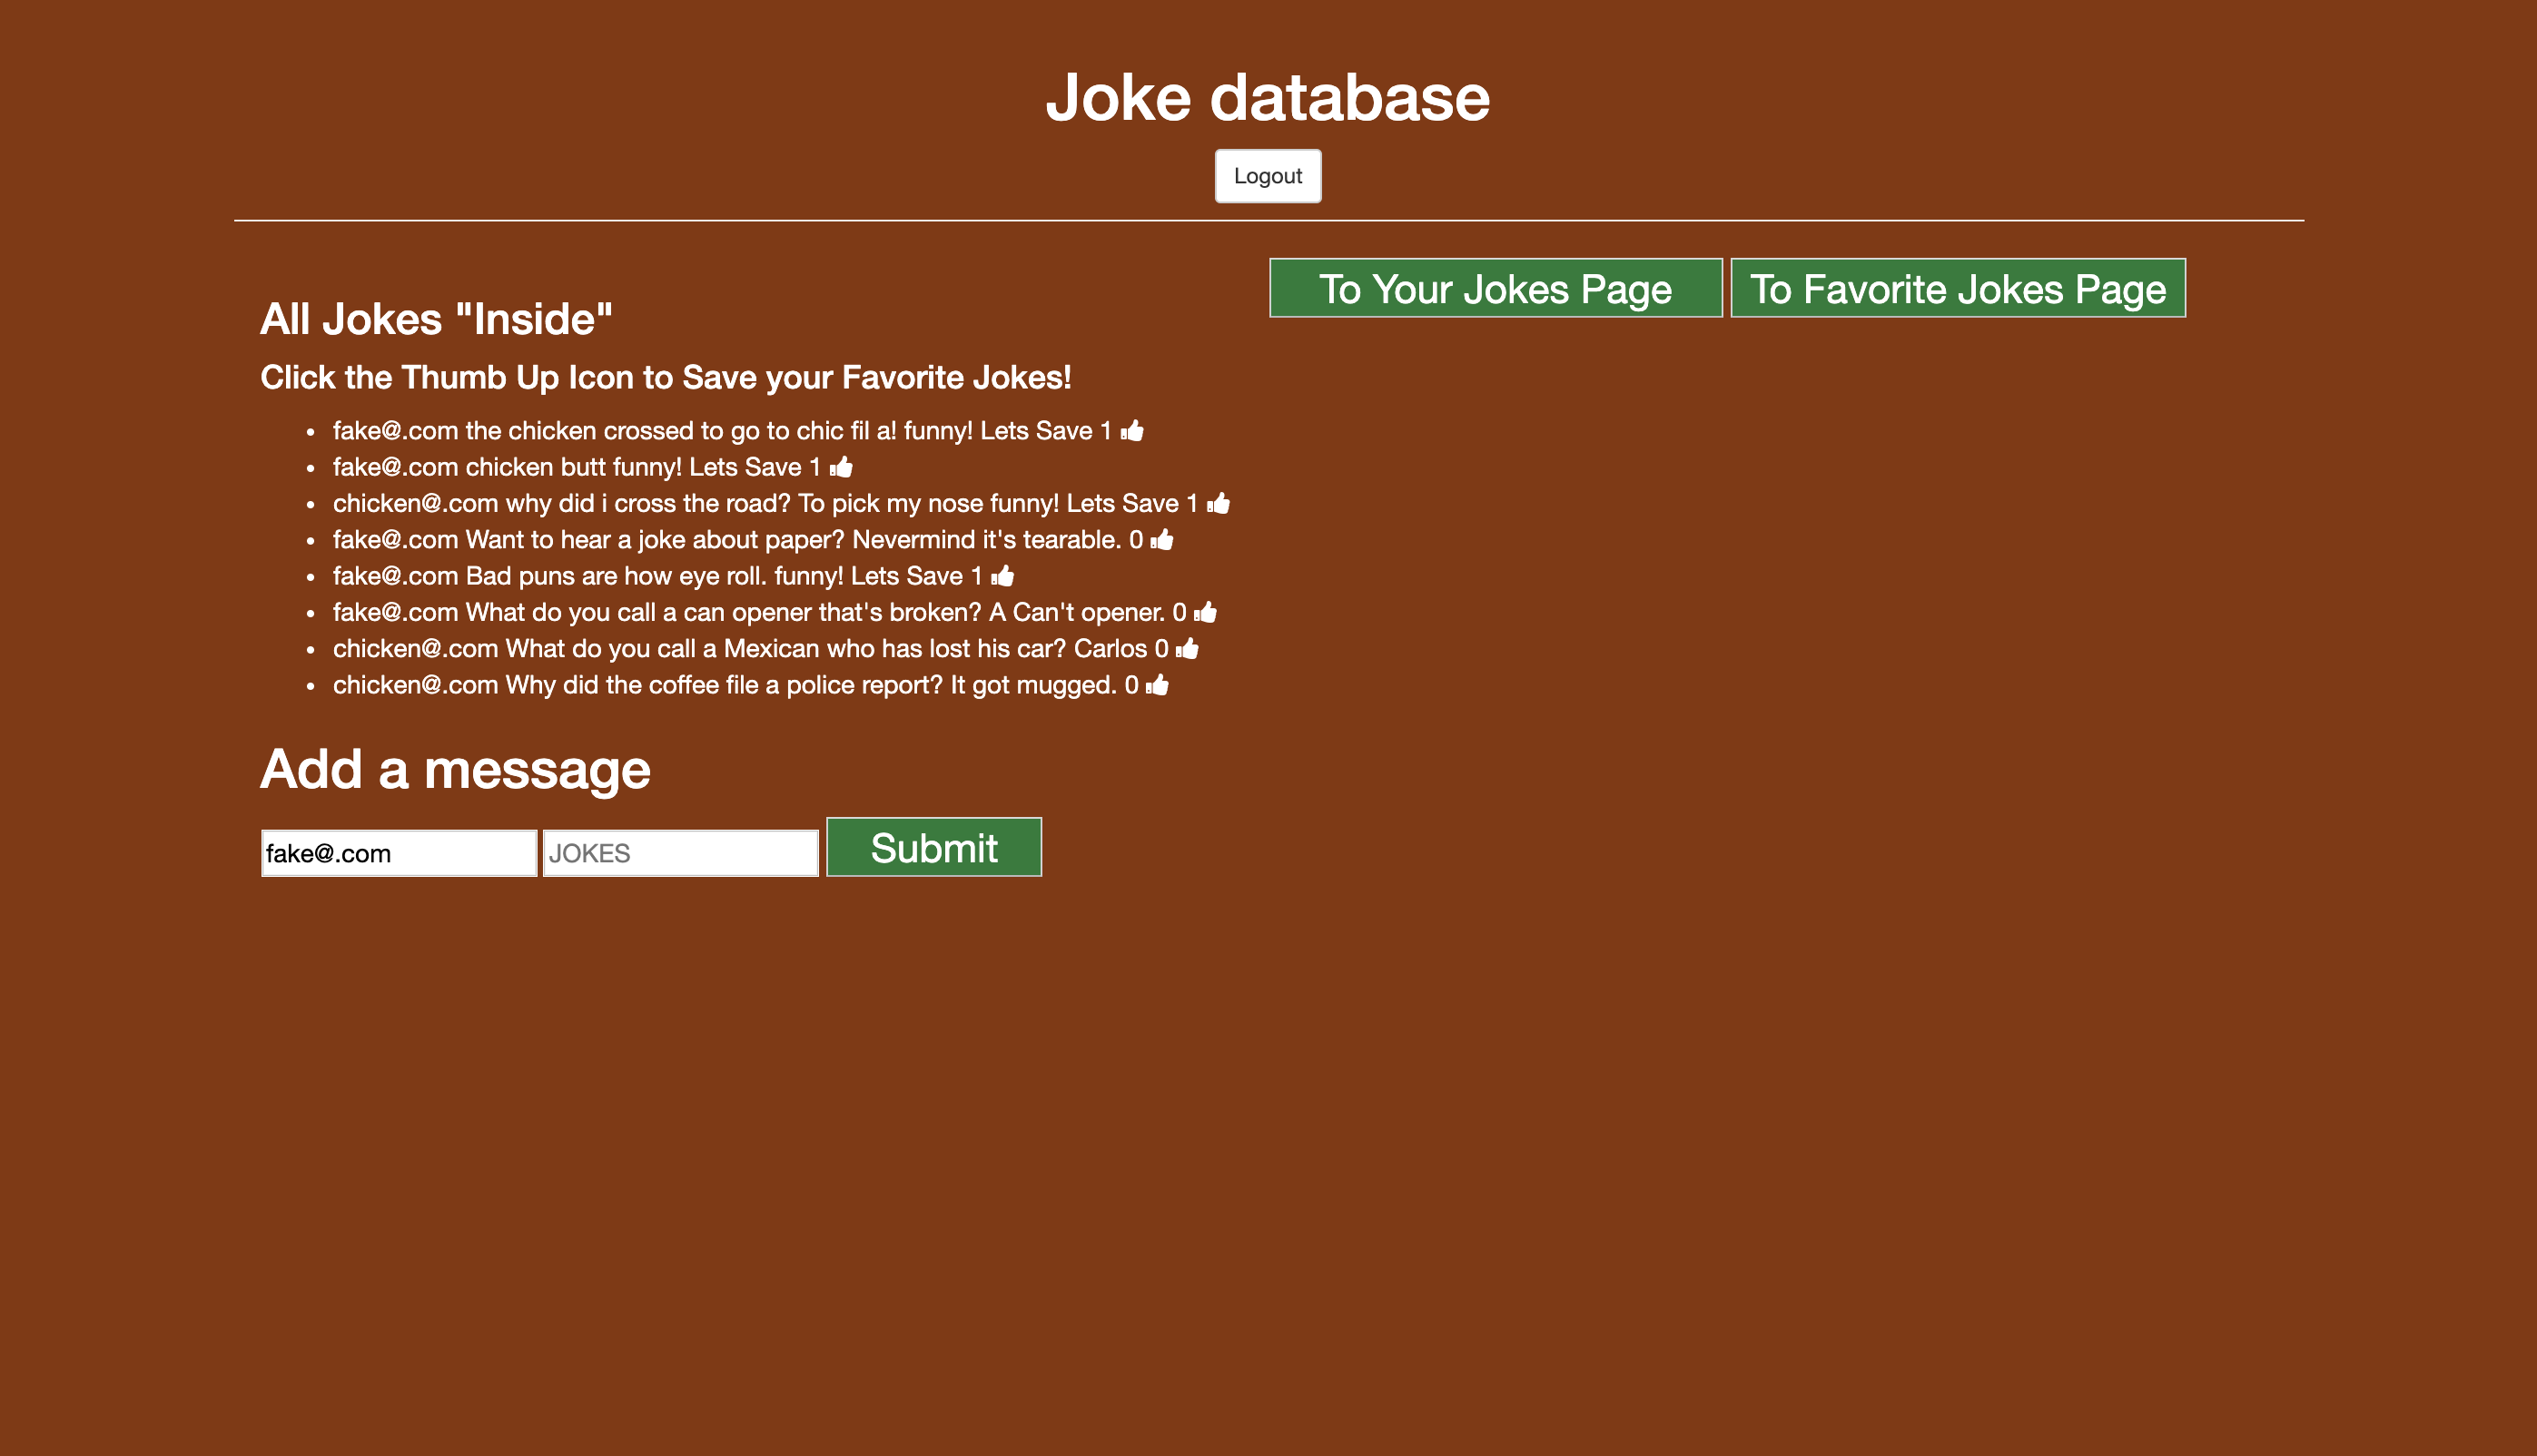 Joke database
Logout
To Your Jokes Page To Favorite Jokes Page
All Jokes "Inside"
Click the Thumb Up Icon to Save your Favorite Jokes!
• fake@.com the chicken crossed to go to chic fil a! funny! Lets Save 1
• fake@.com chicken butt funny! Lets Save 1
• chicken@.com why did i cross the road? To pick my nose funny! Lets Save 1
• fake@.com Want to hear a joke about paper? Nevermind it's tearable. 0
• fake@.com Bad puns are how eye roll. funny! Lets Save 1
• fake@.com What do you call a can opener that's broken? A Can't opener. 0
• chicken@.com What do you call a Mexican who has lost his car? Carlos 0
• chicken@.com Why did the coffee file a police report? It got mugged. 0
Add a message
fake@.com JOKES Submit